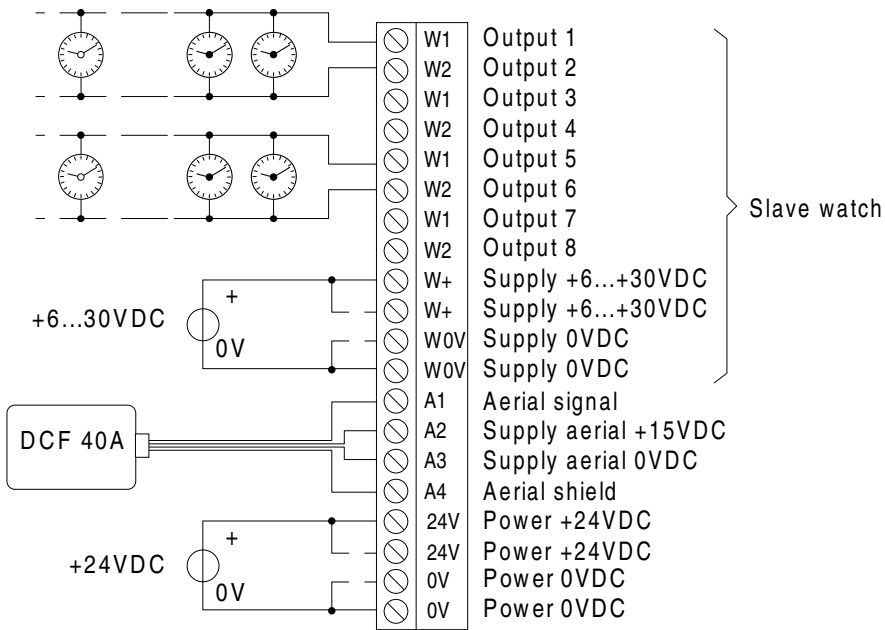 W1 Output 1
W2 Output 2
W1 Output 3
W2 Output 4
W1 Output 5
W2 Output 6
W1 Output 7
W2 Output 8
W+ Supply +6...+30VDC
W+ Supply +6...+30VDC
W0V Supply 0VDC
W0V Supply 0VDC
Slave watch
+
+6...30VDC
0V
A1 Aerial signal
A2 Supply aerial +15VDC
A3 Supply aerial 0VDC
A4 Aerial shield
DCF 40A
24V Power +24VDC
24V Power +24VDC
0V Power 0VDC
0V Power 0VDC
+
+24VDC
0V